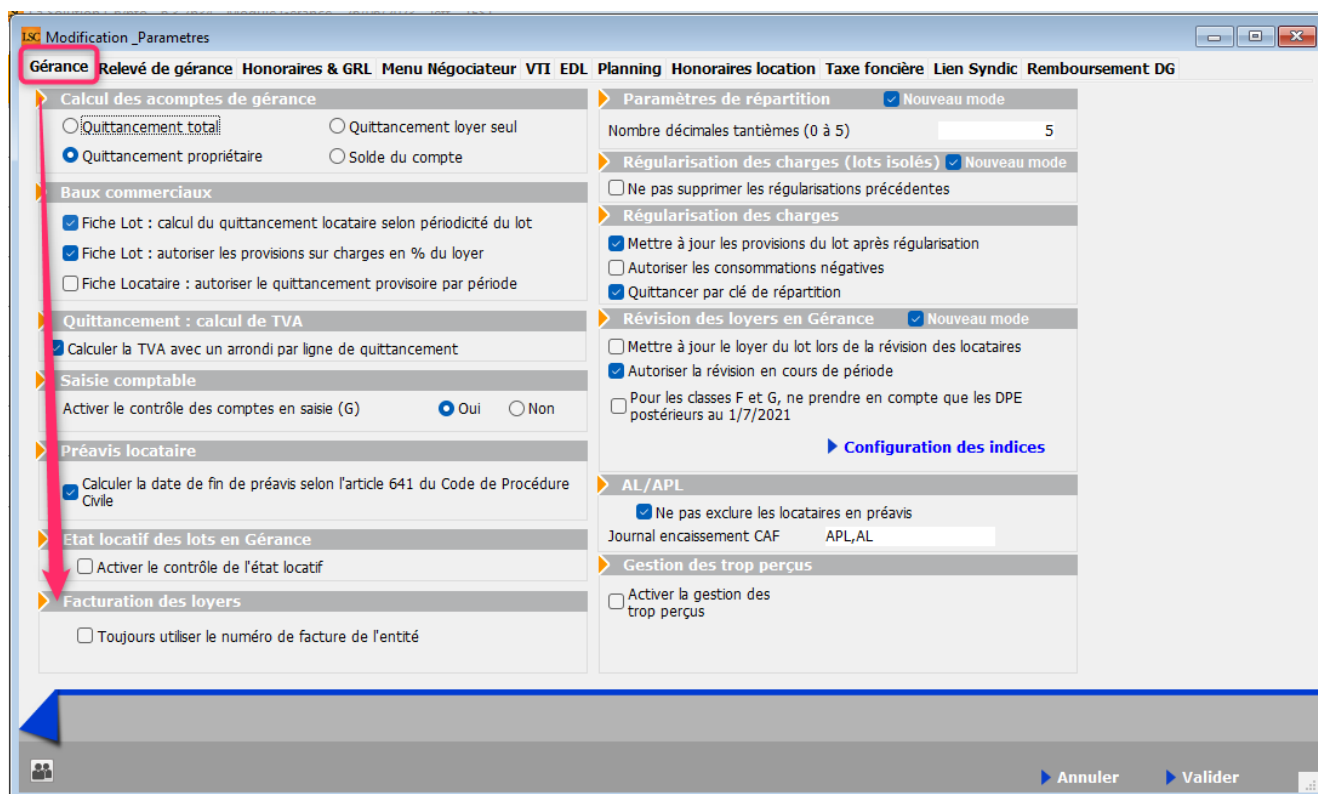 LSC Modification _Parametres
Gérance Relevé de gérance Honoraires & GRL Menu Négociateur VTI EDL Planning Honoraires location Taxe foncière Lien Syndic Remboursement DG
Calcul des acomptes de gérance
Quittancement total Quittancement loyer seul
Quittancement propriétaire Solde du compte
Baux commerciaux
Fiche Lot : calcul du quittancement locataire selon périodicité du lot
Fiche Lot : autoriser les provisions sur charges en % du loyer
Fiche Locataire : autoriser le quittancement provisoire par période
Quittancement : calcul de TVA
Calculer la TVA avec un arrondi par ligne de quittancement
Saisie comptable
Activer le contrôle des comptes en saisie (G) Oui Non
Préavis locataire
Calculer la date de fin de préavis selon l'article 641 du Code de Procédure
Civile
Etat locatif des lots en Gérance
Activer le contrôle de l'état locatif
Facturation des loyers
Toujours utiliser le numéro de facture de l'entité
Paramètres de répartition Nouveau mode
Nombre décimales tantièmes (0 à 5) 5
Régularisation des charges (lots isolés) Nouveau mode
Ne pas supprimer les régularisations précédentes
Régularisation des charges
Mettre à jour les provisions du lot après régularisation
Autoriser les consommations négatives
Quittancer par clé de répartition
Révision des loyers en Gérance Nouveau mode
Mettre à jour le loyer du lot lors de la révision des locataires
Autoriser la révision en cours de période
Pour les classes F et G, ne prendre en compte que les DPE
postérieurs au 1/7/2021
Configuration des indices
AL/APL
Ne pas exclure les locataires en préavis
Journal encaissement CAF APL,AL
Gestion des trop perçus
Activer la gestion des
trop perçus
Annuler Valider